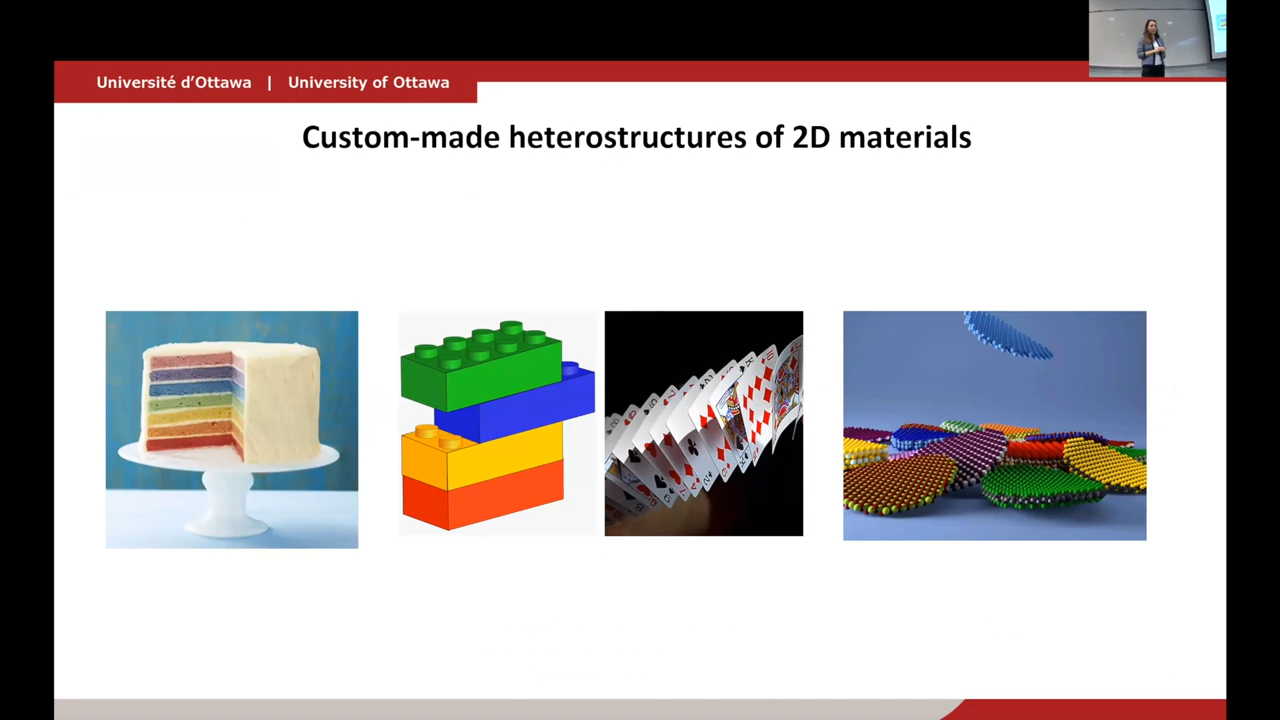 Université d'Ottawa | University of Ottawa
Custom-made heterostructures of 2D materials